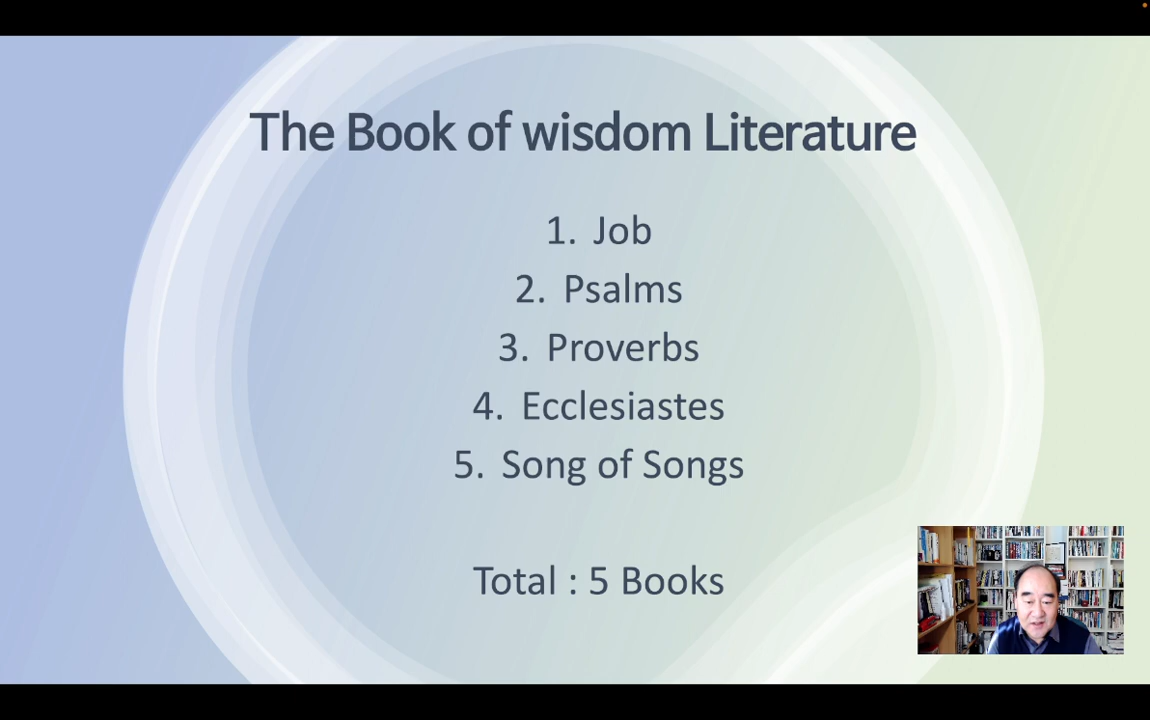 The Book of wisdom Literature
1. Job
2. Psalms
3. Proverbs
4. Ecclesiastes
5. Song of Songs
Total : 5 Books